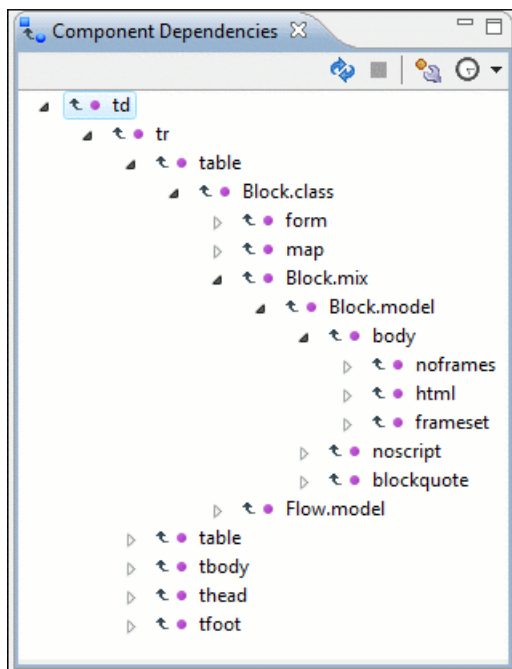 Component Dependencies
td
tr
table
Block.class
form
map
Block.mix
Block.model
body
noframes
html
frameset
noscript
blockquote
Flow.model
table
tbody
thead
tfoot